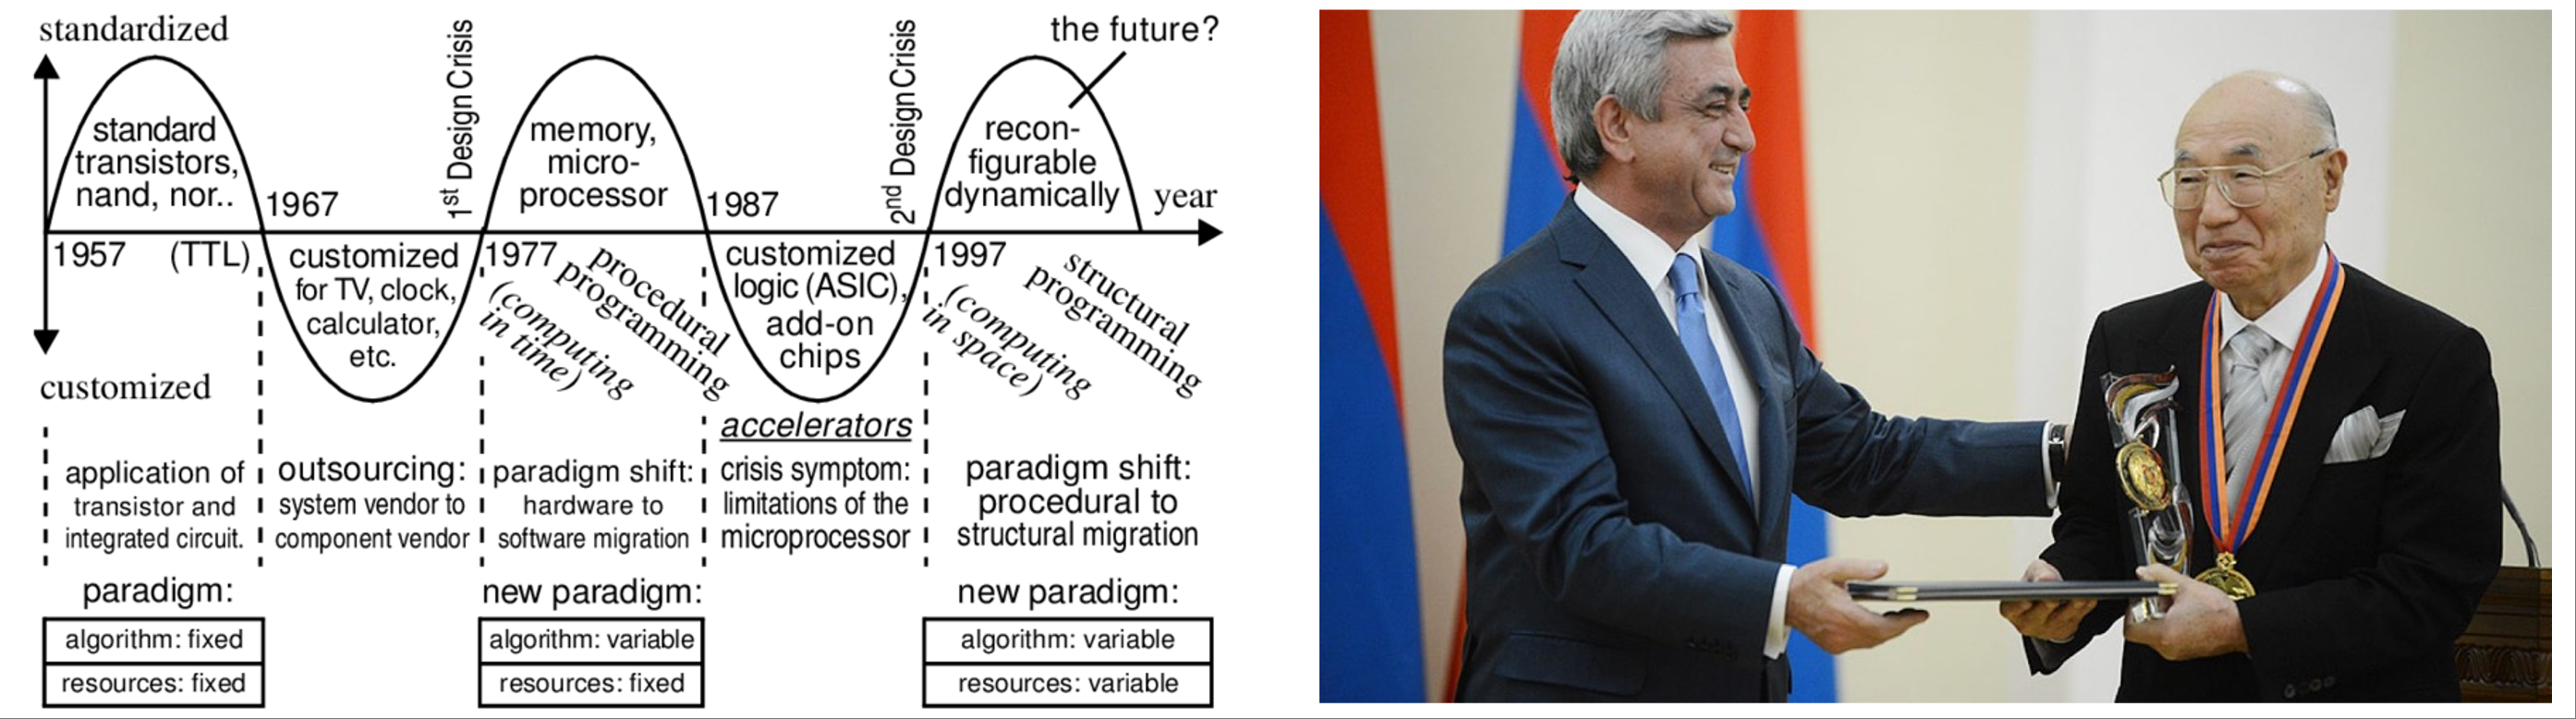 standardized
the future?
1st Design Crisis
2nd Design Crisis
standard
transistors,
nand, nor..
memory,
micro-
processor
recon-
figurable
dynamically
1967
1987
year
1957 (TTL)
customized
for TV, clock,
calculator,
etc.
1977
procedural
programming
(computing
in time)
customized
logic (ASIC),
add-on
chips
1997
structural
programming
(computing
in space)
customized
accelerators
application of
transistor and
integrated circuit.
outsourcing:
system vendor to
component vendor
paradigm shift:
hardware to
software migration
crisis symptom:
limitations of the
microprocessor
paradigm shift:
procedural to
structural migration
paradigm:
algorithm: fixed
resources: fixed
new paradigm:
algorithm: variable
resources: fixed
new paradigm:
algorithm: variable
resources: variable